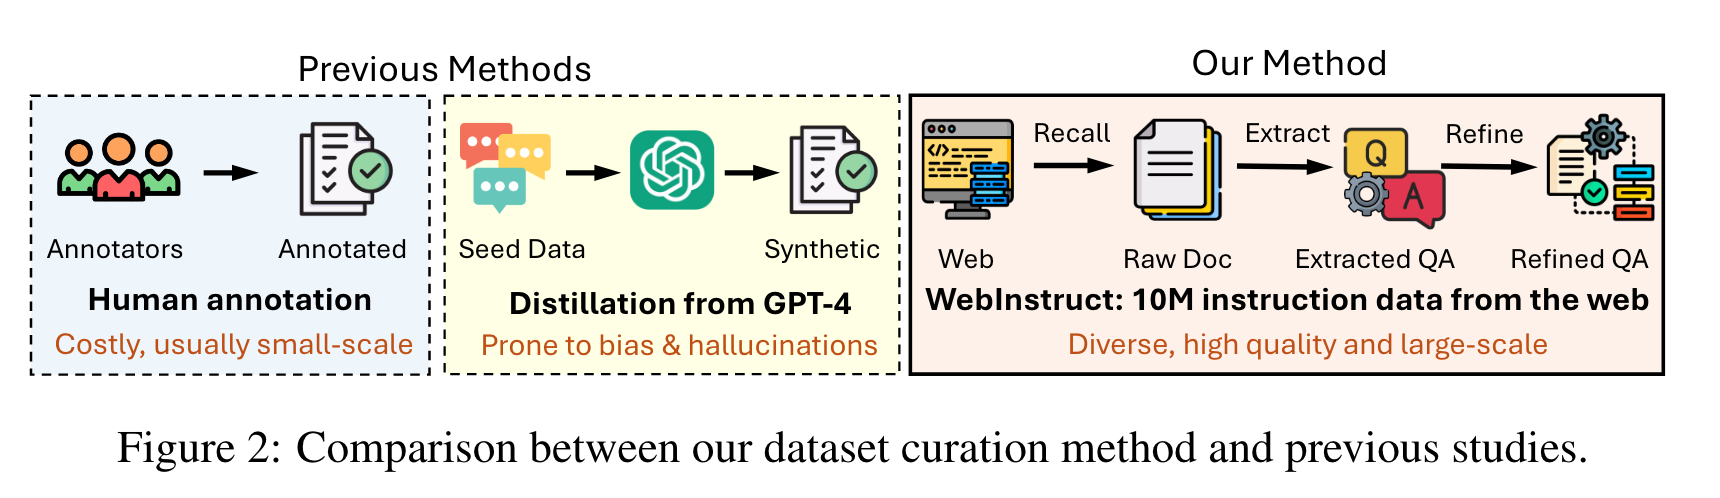 Previous Methods
Our Method
Annotators
Annotated
Human annotation
Costly, usually small-scale
Seed Data
Synthetic
Distillation from GPT-4
Prone to bias & hallucinations
Recall
Extract
Refine
</>
Q
A
Web
Raw Doc
Extracted QA
Refined QA
WebInstruct: 10M instruction data from the web
Diverse, high quality and large-scale
Figure 2: Comparison between our dataset curation method and previous studies.